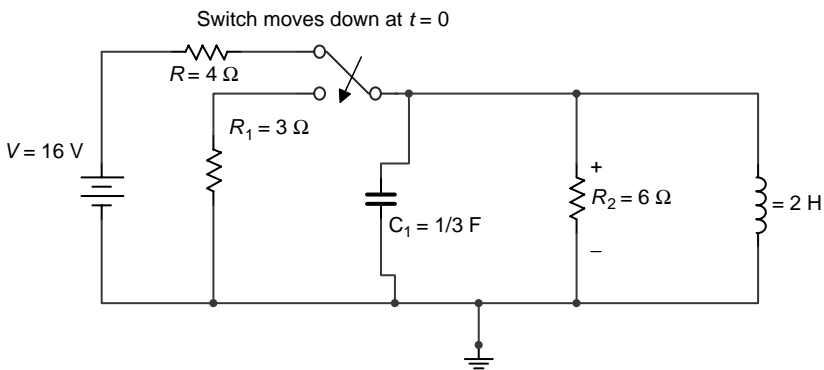 Switch moves down at t = 0
R = 4 Ω
R1 = 3 Ω
V = 16 V
+
R2 = 6 Ω
= 2 H
C1 = 1/3 F
–